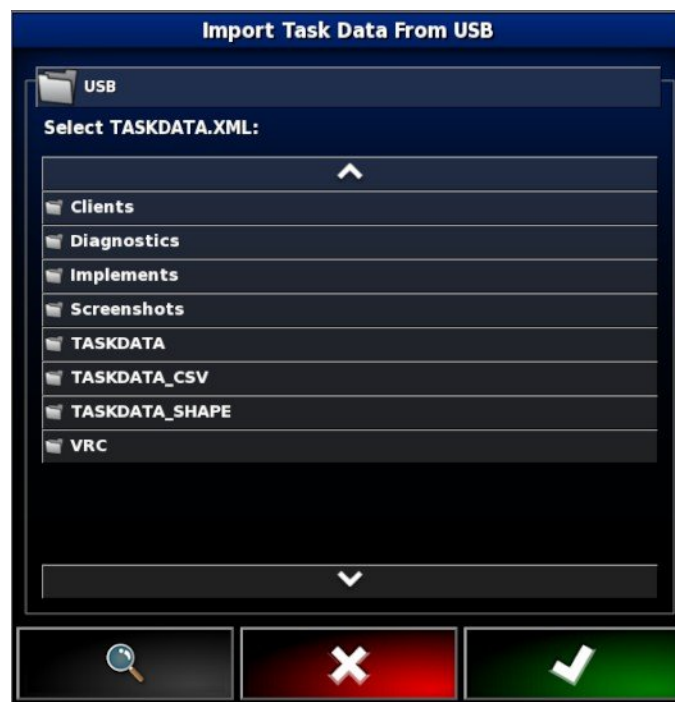 Import Task Data From USB
USB
Select TASKDATA.XML:
Clients
Diagnostics
Implements
Screenshots
TASKDATA
TASKDATA_CSV
TASKDATA_SHAPE
VRC